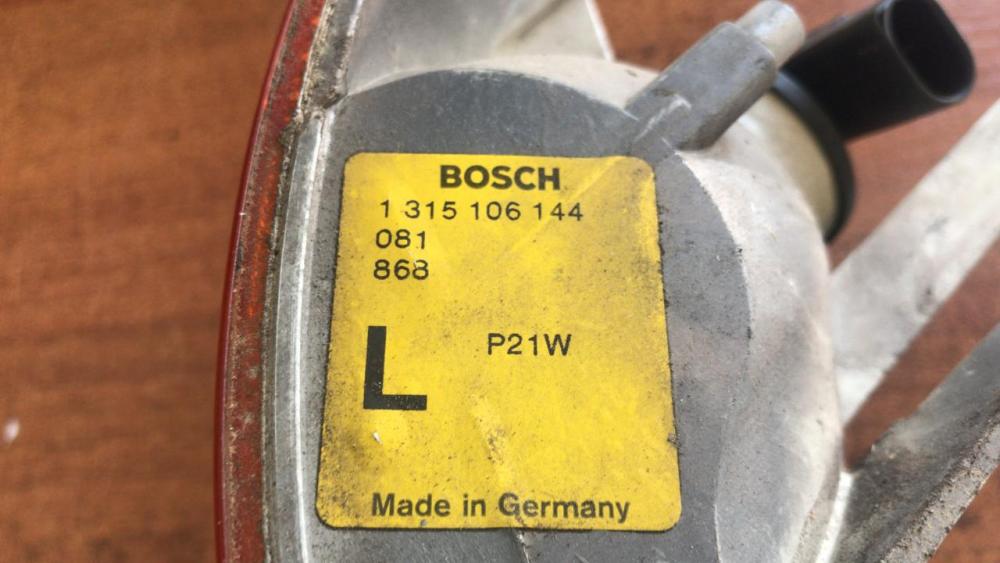 BOSCH
1 315 106 144
081
868
L P21W
Made in Germany